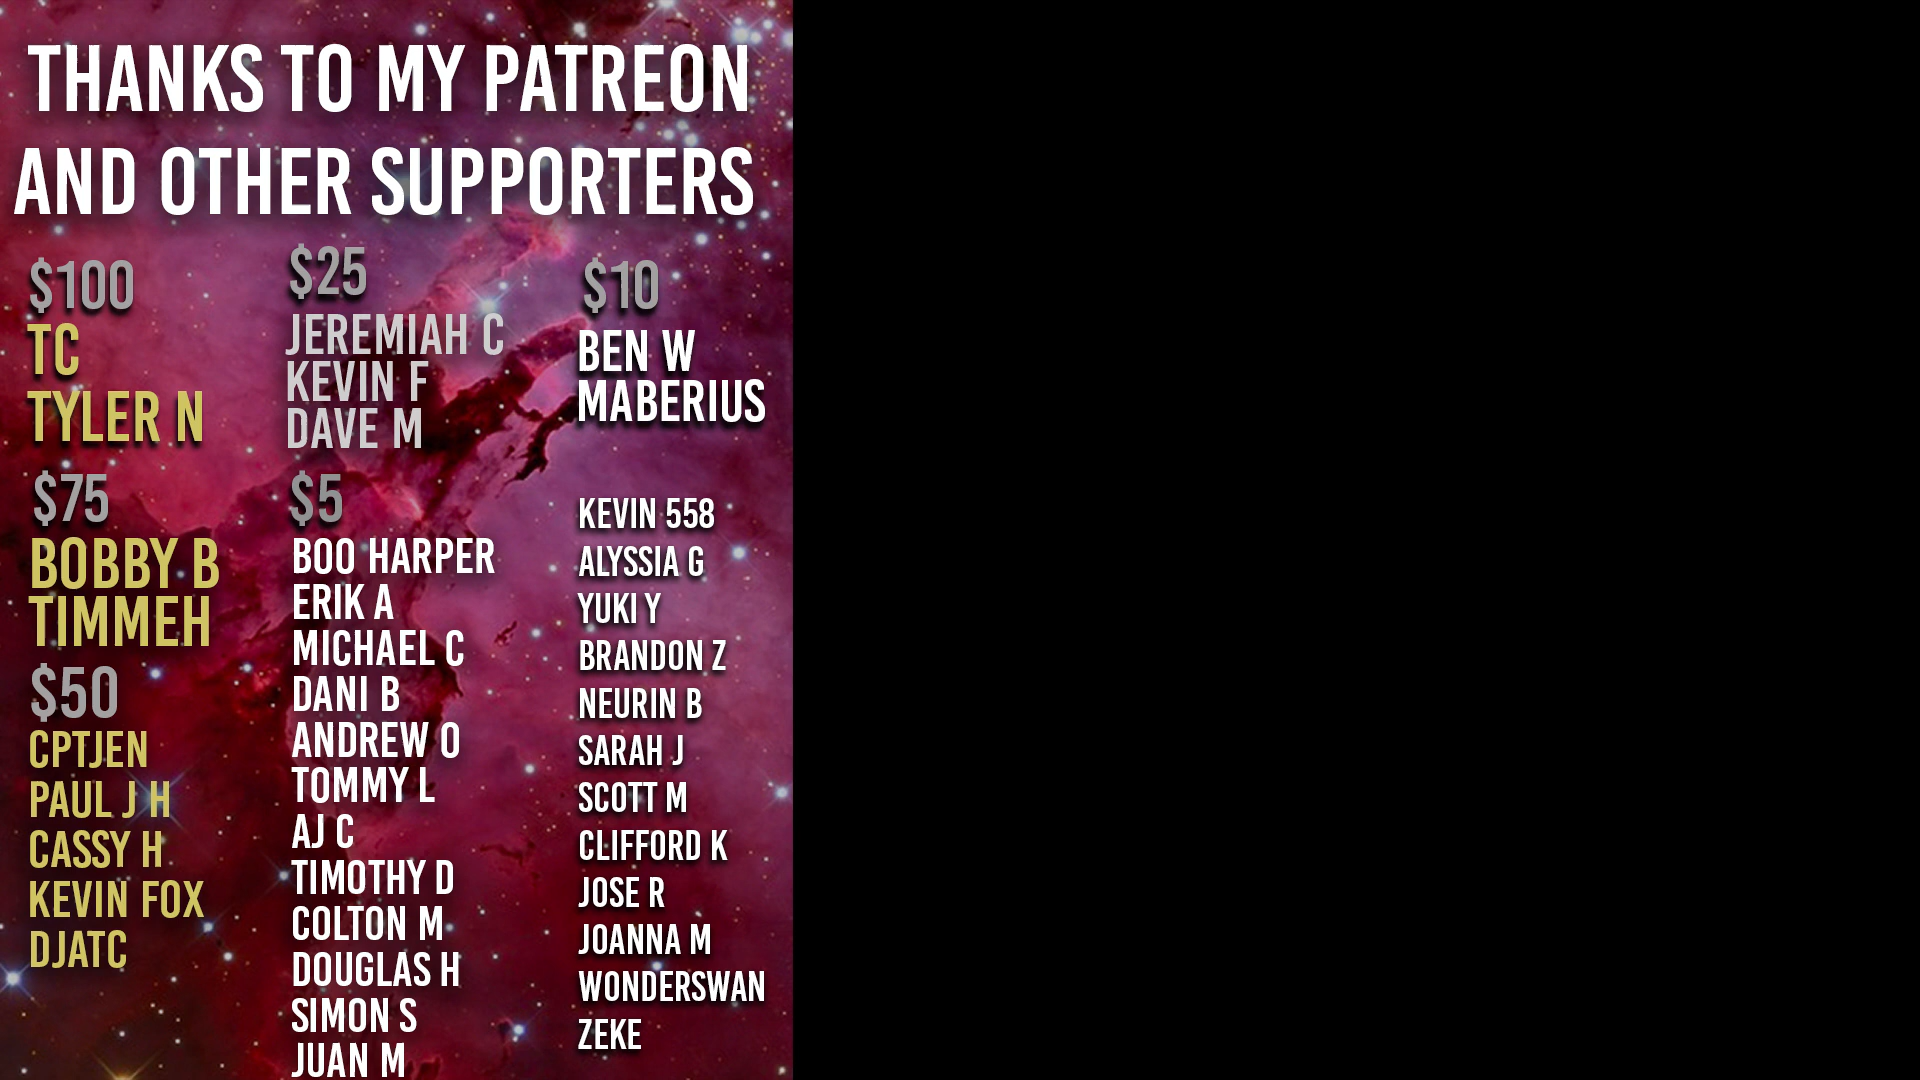 THANKS TO MY PATREON
AND OTHER SUPPORTERS
$100
TC
TYLER N
$75
BOBBY B
TIMMEH
$50
CPTJEN
PAUL J H
CASSY H
KEVIN FOX
DJATC
$25
JEREMIAH C
KEVIN F
DAVE M
$5
BOO HARPER
ERIK A
MICHAEL C
DANI B
ANDREW O
TOMMY L
AJ C
TIMOTHY D
COLTON M
DOUGLAS H
SIMON S
JUAN M
$10
BEN W
MABERIUS
KEVIN 558
ALYSSIA G
YUKI Y
BRANDON Z
NEURIN B
SARAH J
SCOTT M
CLIFFORD K
JOSE R
JOANNA M
WONDERSWAN
ZEKE